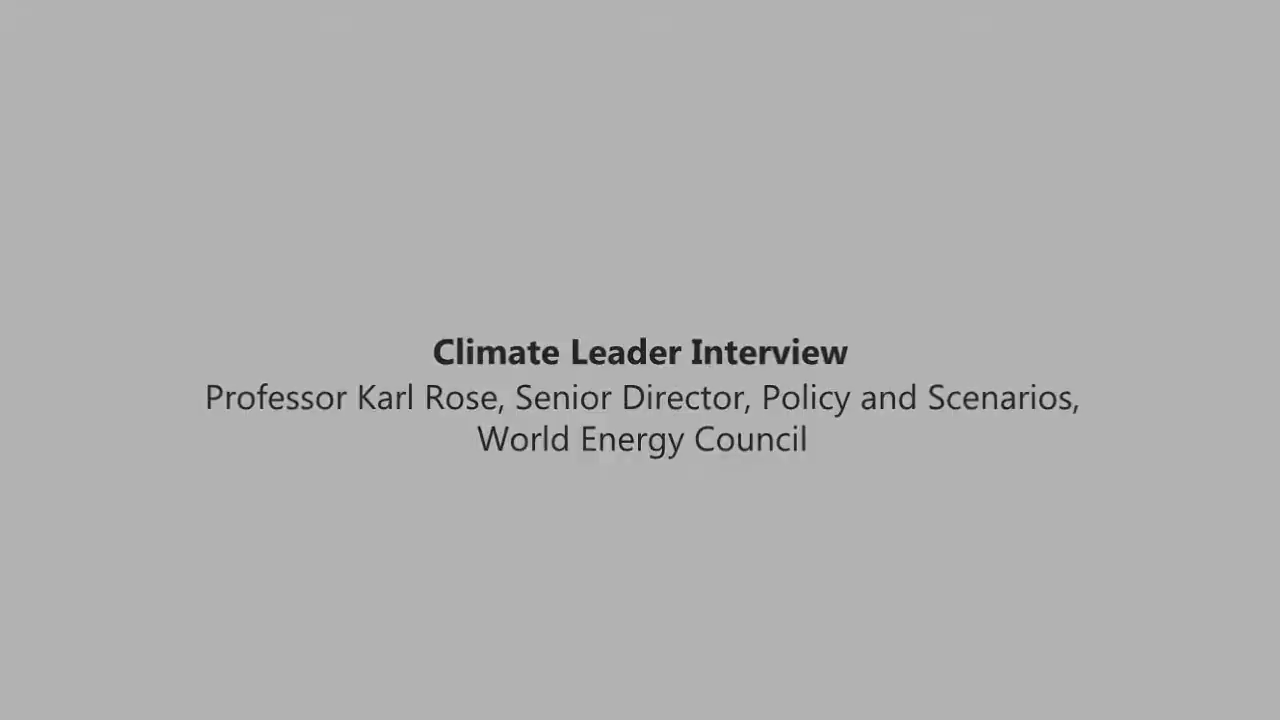 Climate Leader Interview
Professor Karl Rose, Senior Director, Policy and Scenarios,
World Energy Council